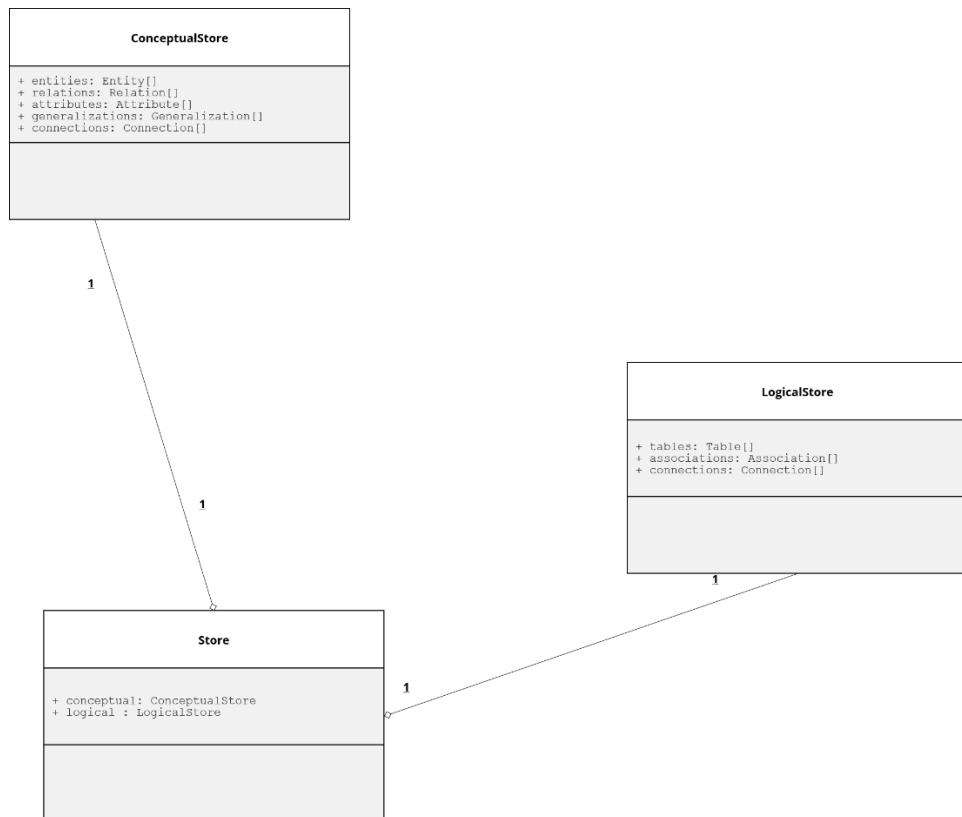 ConceptualStore
+ entities: Entity[]
+ relations: Relation[]
+ attributes: Attribute[]
+ generalizations: Generalization[]
+ connections: Connection[]
1
1
LogicalStore
+ tables: Table[]
+ associations: Association[]
+ connections: Connection[]
1
1
Store
+ conceptual: ConceptualStore
+ logical : LogicalStore